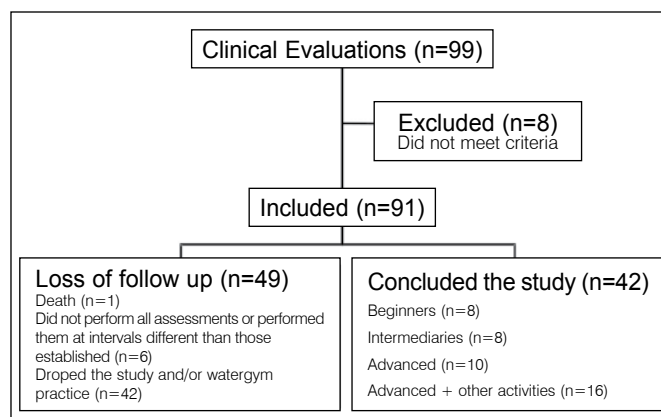 Clinical Evaluations (n=99)
Excluded (n=8)
Did not meet criteria
Included (n=91)
Loss of follow up (n=49)
Death (n=1)
Did not perform all assessments or performed
them at intervals different than those
established (n=6)
Droped the study and/or watergym
practice (n=42)
Concluded the study (n=42)
Beginners (n=8)
Intermediaries (n=8)
Advanced (n=10)
Advanced + other activities (n=16)